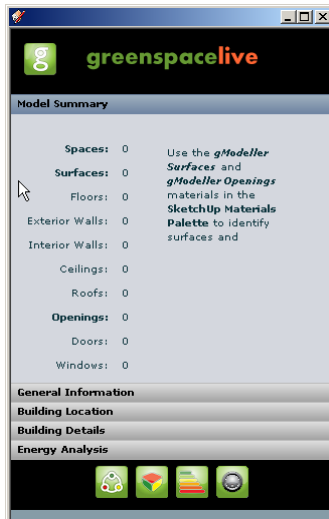 g greenspacelive
Model Summary
Spaces: 0
Surfaces: 0
Floors: 0
Exterior Walls: 0
Interior Walls: 0
Ceilings: 0
Roofs: 0
Openings: 0
Doors: 0
Windows: 0
Use the gModeller
Surfaces and
gModeller Openings
materials in the
SketchUp Materials
Palette to identify
surfaces and
General Information
Building Location
Building Details
Energy Analysis